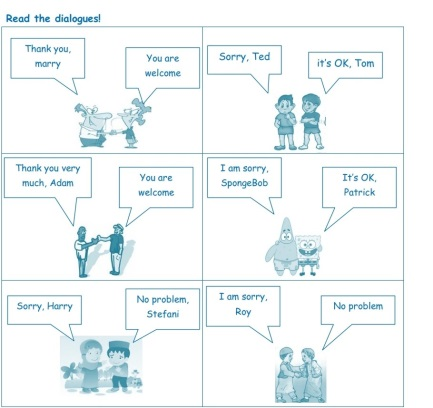 Read the dialogues!
Thank you,
marry
You are
welcome
Sorry, Ted
it's OK, Tom
Thank you very
much, Adam
You are
welcome
I am sorry,
SpongeBob
It's OK,
Patrick
Sorry, Harry
No problem,
Stefani
I am sorry,
Roy
No problem